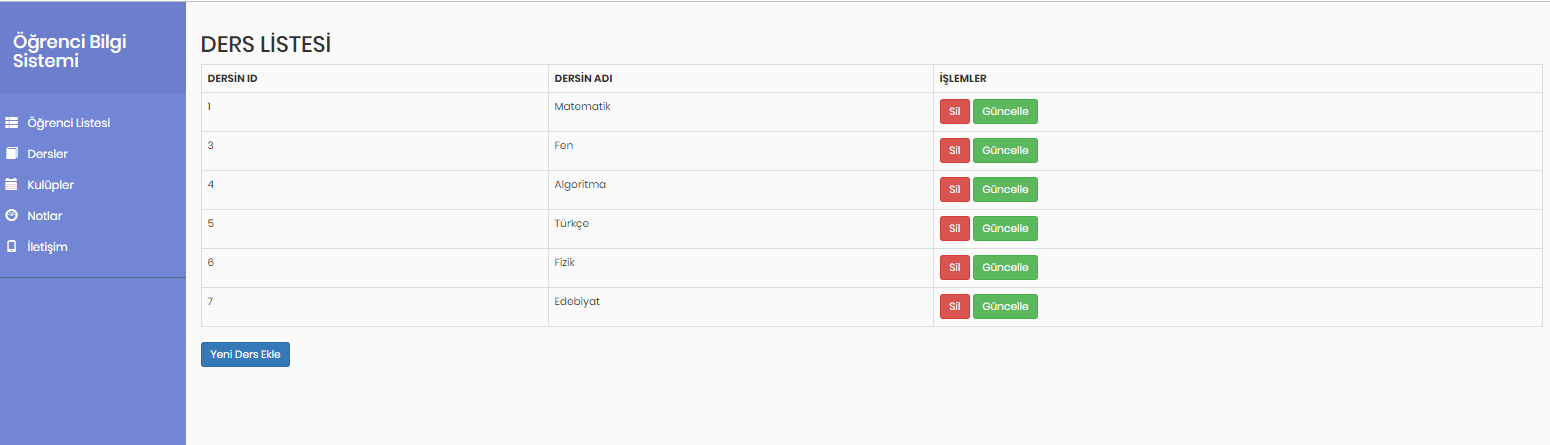 Öğrenci Bilgi
Sistemi
Öğrenci Listesi
Dersler
Kulüpler
Notlar
İletişim
DERS LİSTESİ
DERSİN ID DERSİN ADI İŞLEMLER
1 Matematik Sil Güncelle
3 Fen Sil Güncelle
4 Algoritma Sil Güncelle
5 Türkçe Sil Güncelle
6 Fizik Sil Güncelle
7 Edebiyat Sil Güncelle
Yeni Ders Ekle